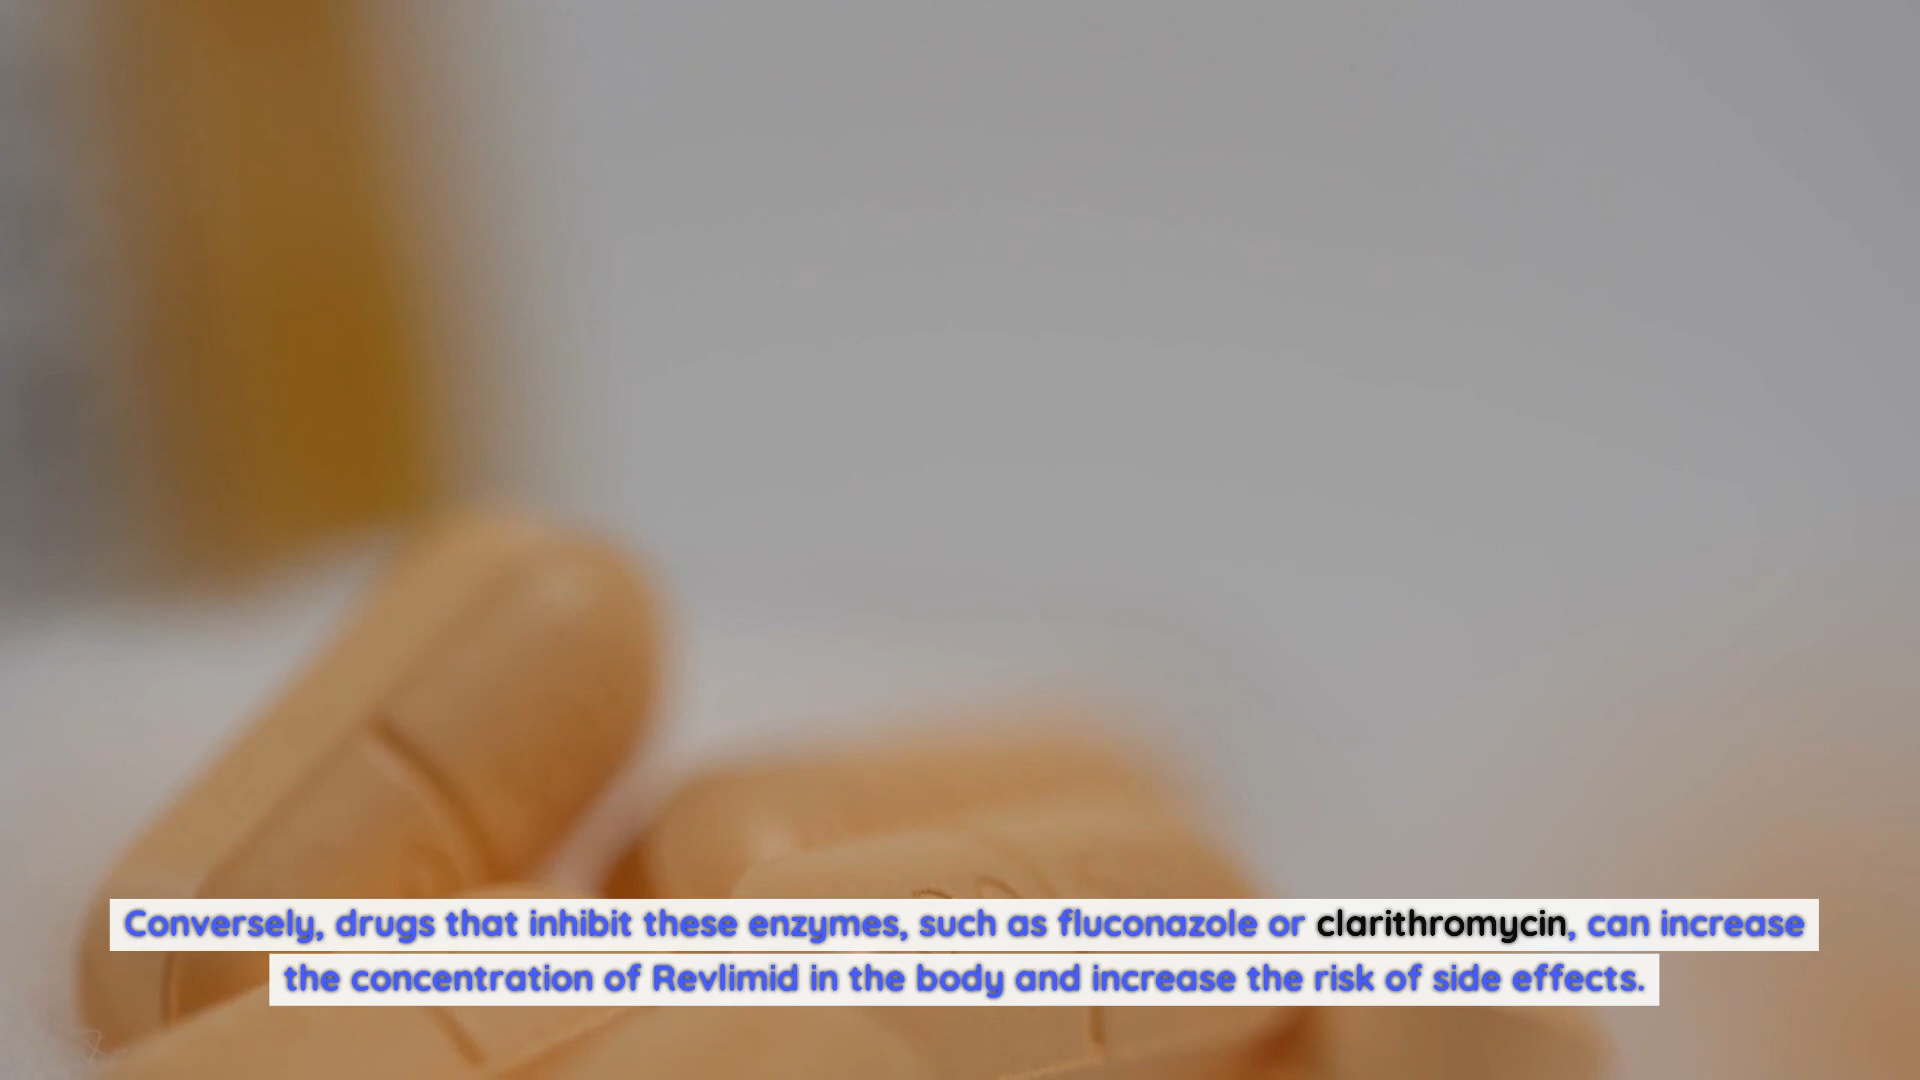 Conversely, drugs that inhibit these enzymes, such as fluconazole or clarithromycin, can increase
the concentration of Revlimid in the body and increase the risk of side effects.